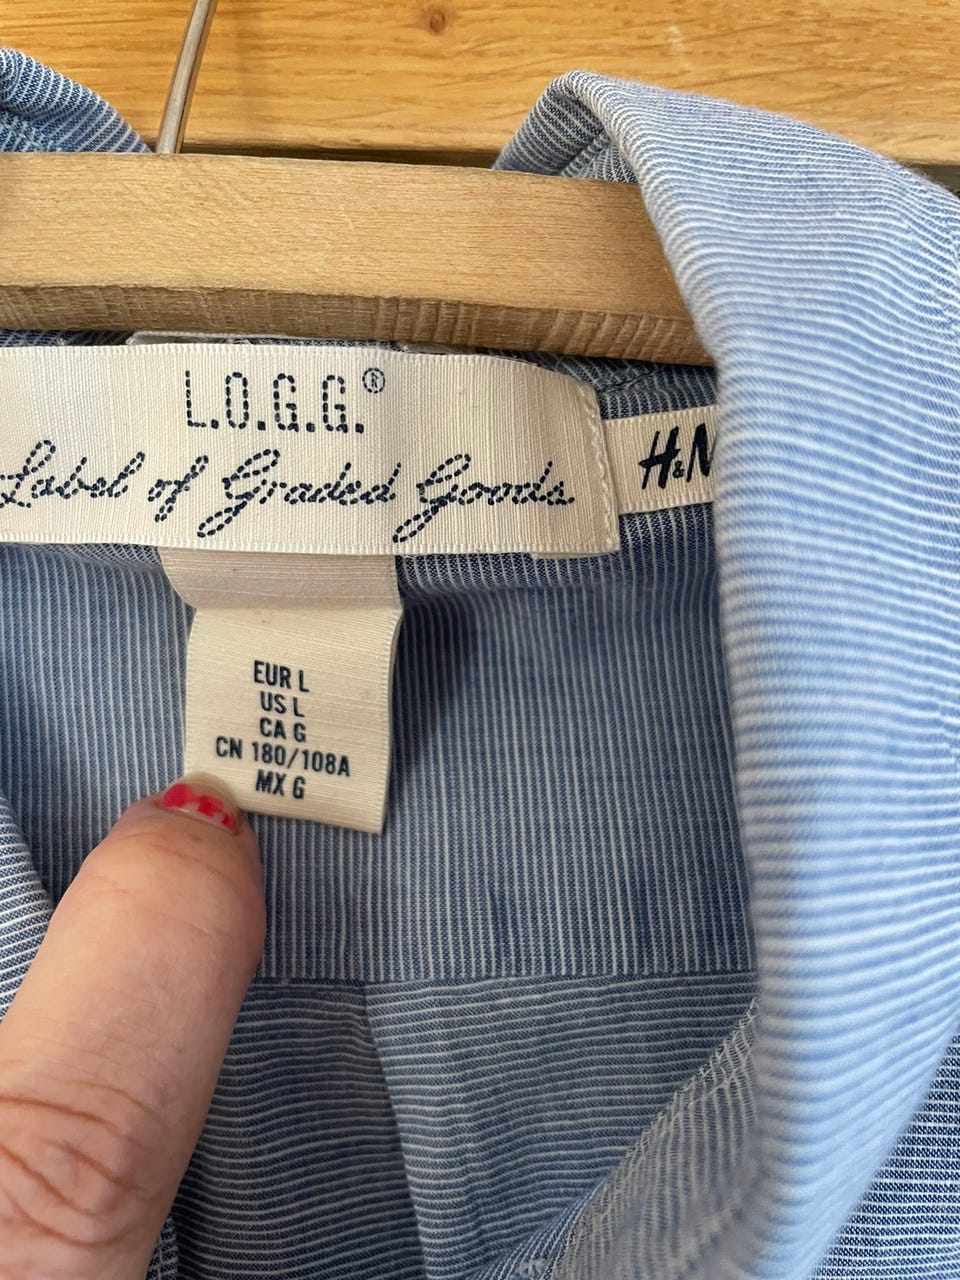 L.O.G.G.®
Label of Graded Goods
H&M
EUR L
US L
CA G
CN 180/108A
MX G